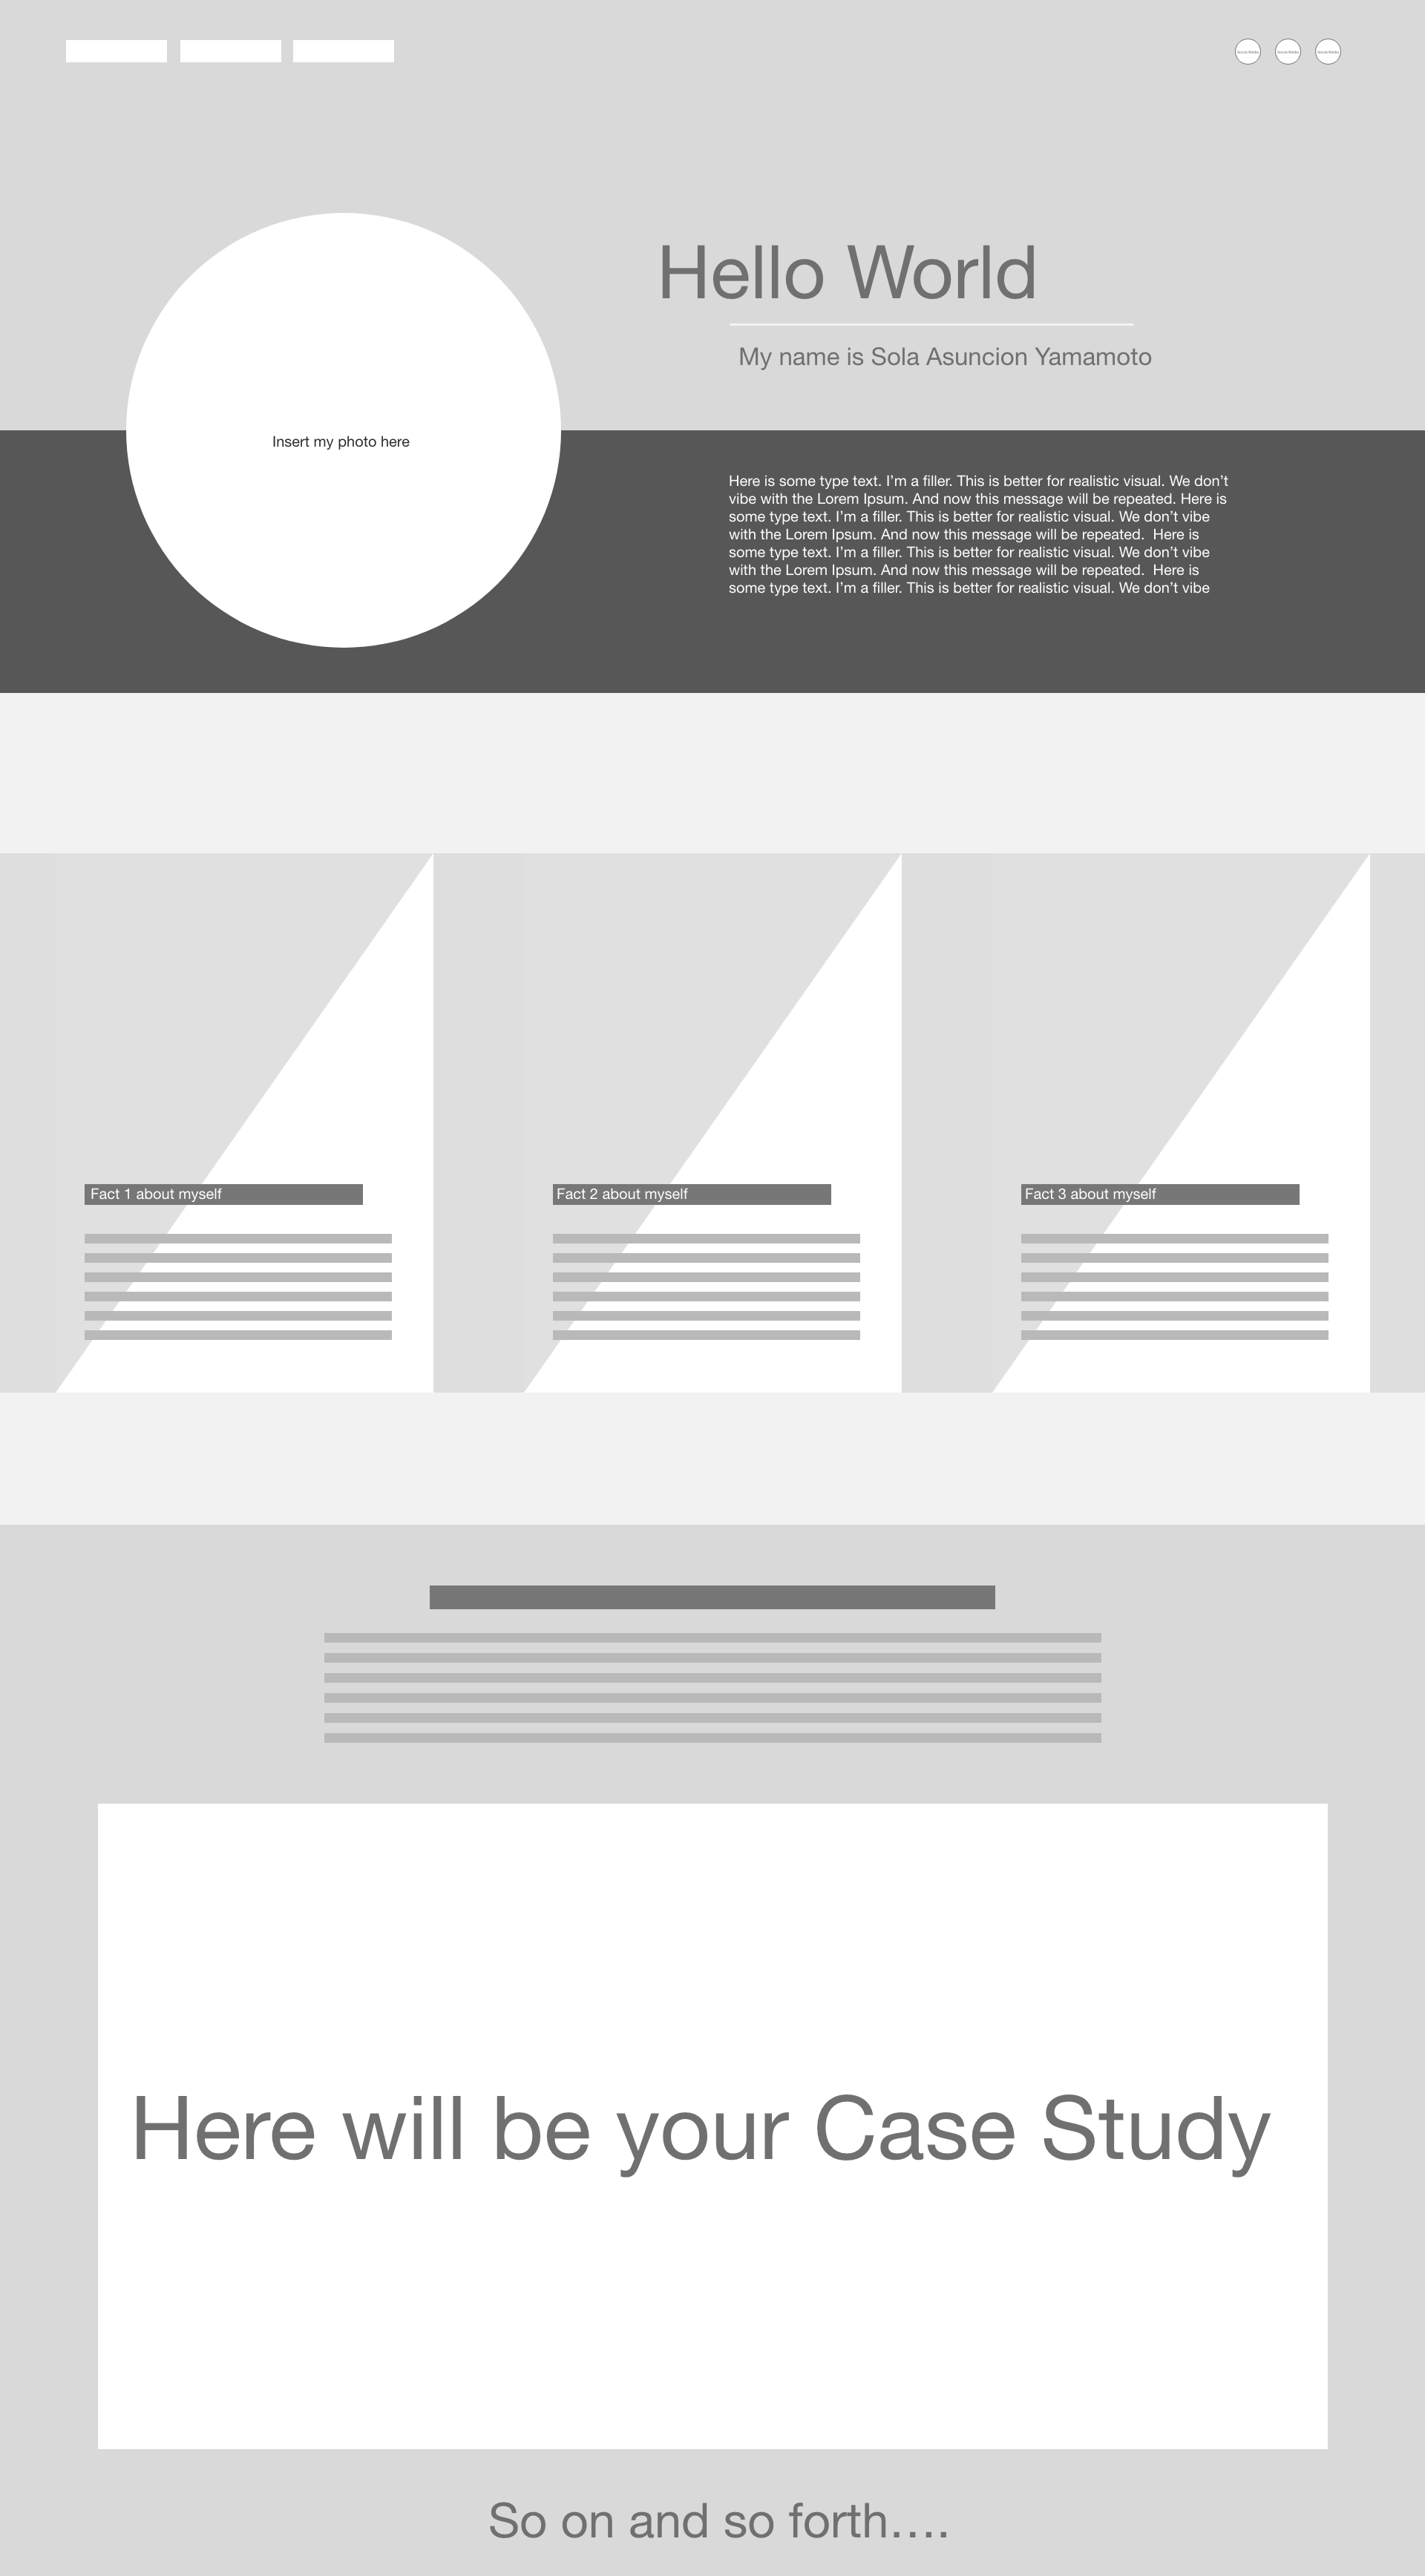 Social Media Social Media Social Media
Hello World
My name is Sola Asuncion Yamamoto
Insert my photo here
Here is some type text. I’m a filler. This is better for realistic visual. We don’t
vibe with the Lorem Ipsum. And now this message will be repeated. Here is
some type text. I’m a filler. This is better for realistic visual. We don’t vibe
with the Lorem Ipsum. And now this message will be repeated.  Here is
some type text. I’m a filler. This is better for realistic visual. We don’t vibe
with the Lorem Ipsum. And now this message will be repeated.  Here is
some type text. I’m a filler. This is better for realistic visual. We don’t vibe
Fact 1 about myself
Fact 2 about myself
Fact 3 about myself
Here will be your Case Study
So on and so forth....